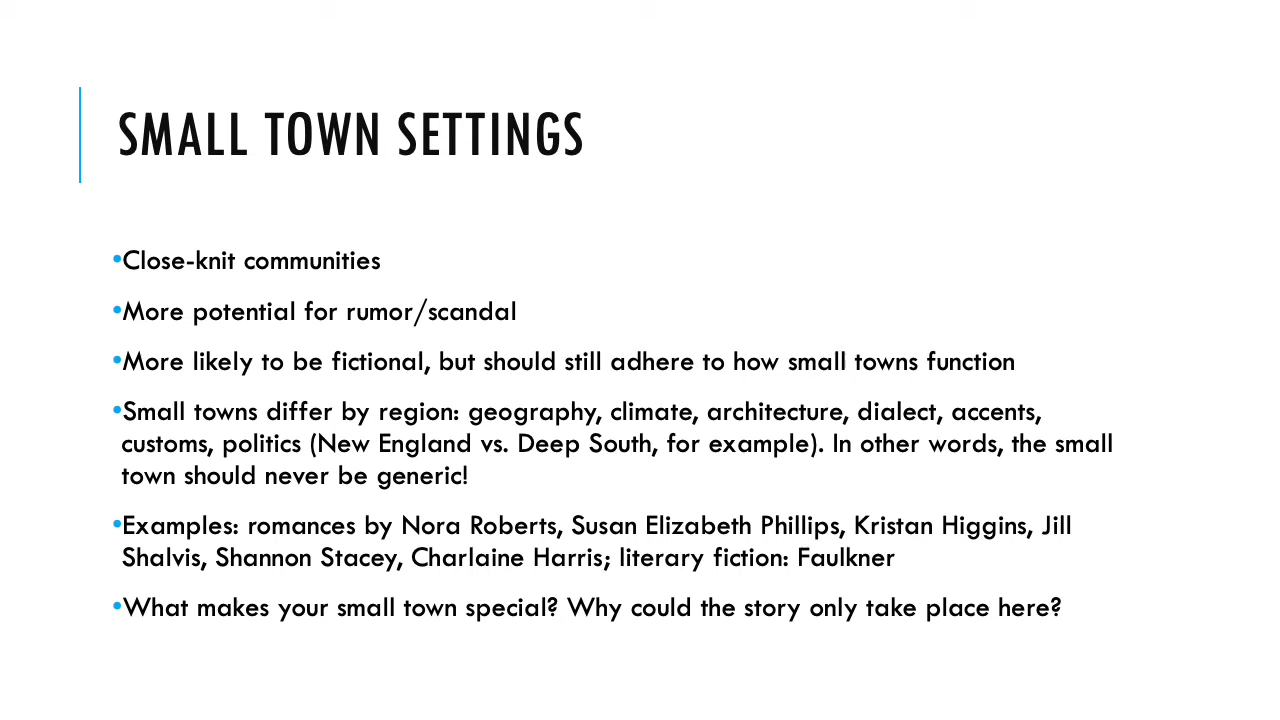 SMALL TOWN SETTINGS
•Close-knit communities
•More potential for rumor/scandal
•More likely to be fictional, but should still adhere to how small towns function
•Small towns differ by region: geography, climate, architecture, dialect, accents,
customs, politics (New England vs. Deep South, for example). In other words, the small
town should never be generic!
•Examples: romances by Nora Roberts, Susan Elizabeth Phillips, Kristan Higgins, Jill
Shalvis, Shannon Stacey, Charlaine Harris; literary fiction: Faulkner
•What makes your small town special? Why could the story only take place here?